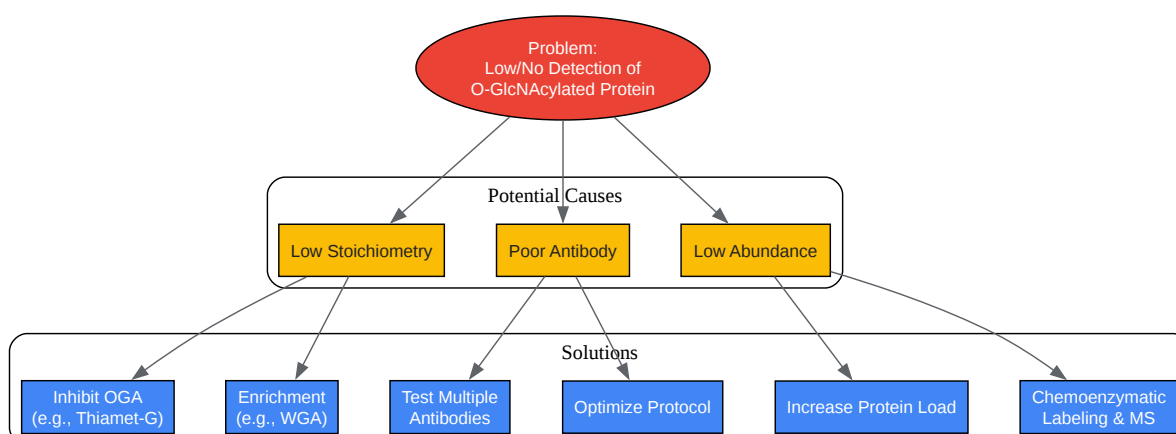 Problem:
Low/No Detection of
O-GlcNAcylated Protein
Potential Causes
Low Stoichiometry
Poor Antibody
Low Abundance
Solutions
Inhibit OGA
(e.g., Thiamet-G)
Enrichment
(e.g., WGA)
Test Multiple
Antibodies
Optimize Protocol
Increase Protein Load
Chemoenzymatic
Labeling & MS